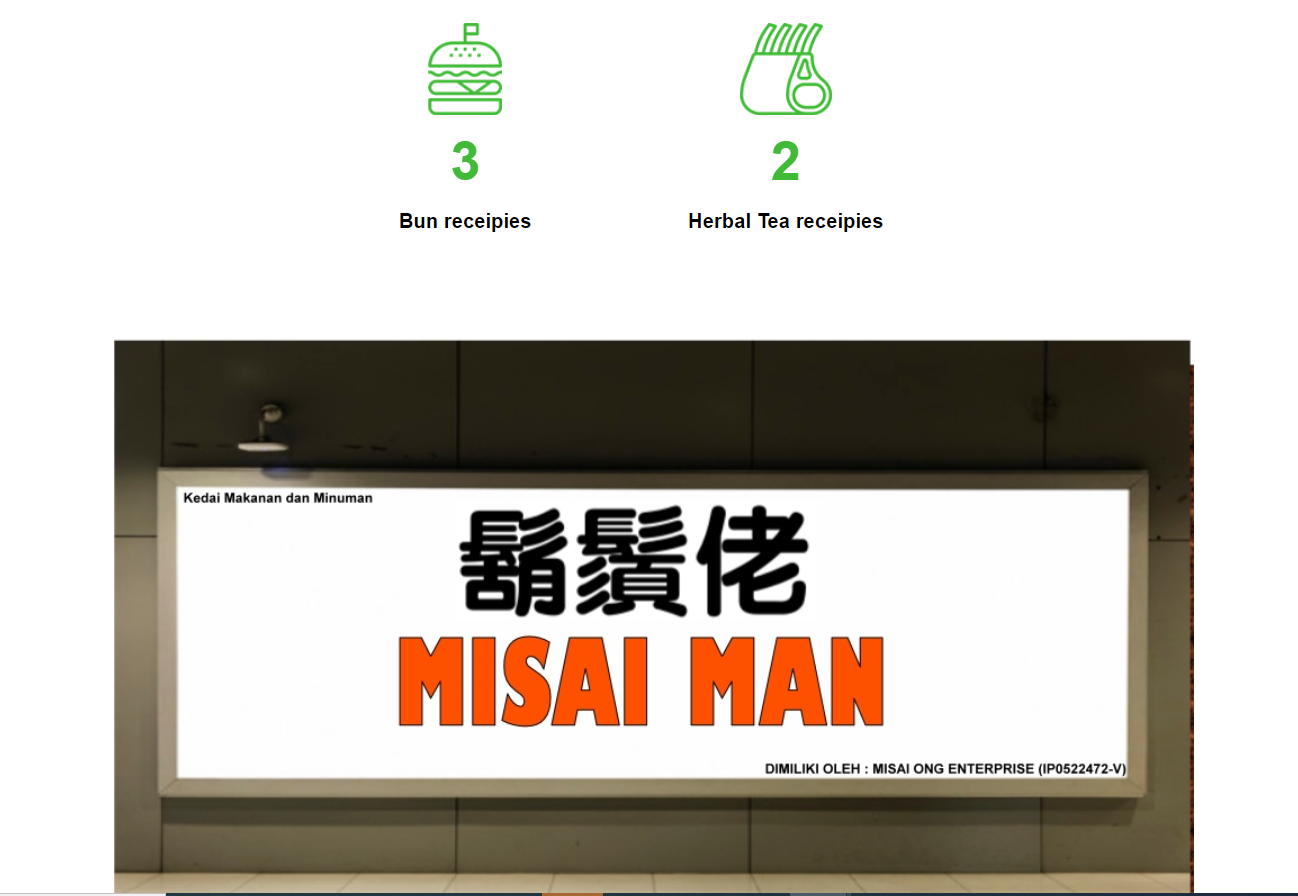 3
2
Bun receipies
Herbal Tea receipies
Kedai Makanan dan Minuman
鬍鬚佬
MISAI MAN
DIMILIKI OLEH : MISAI ONG ENTERPRISE (IP0522472-V)